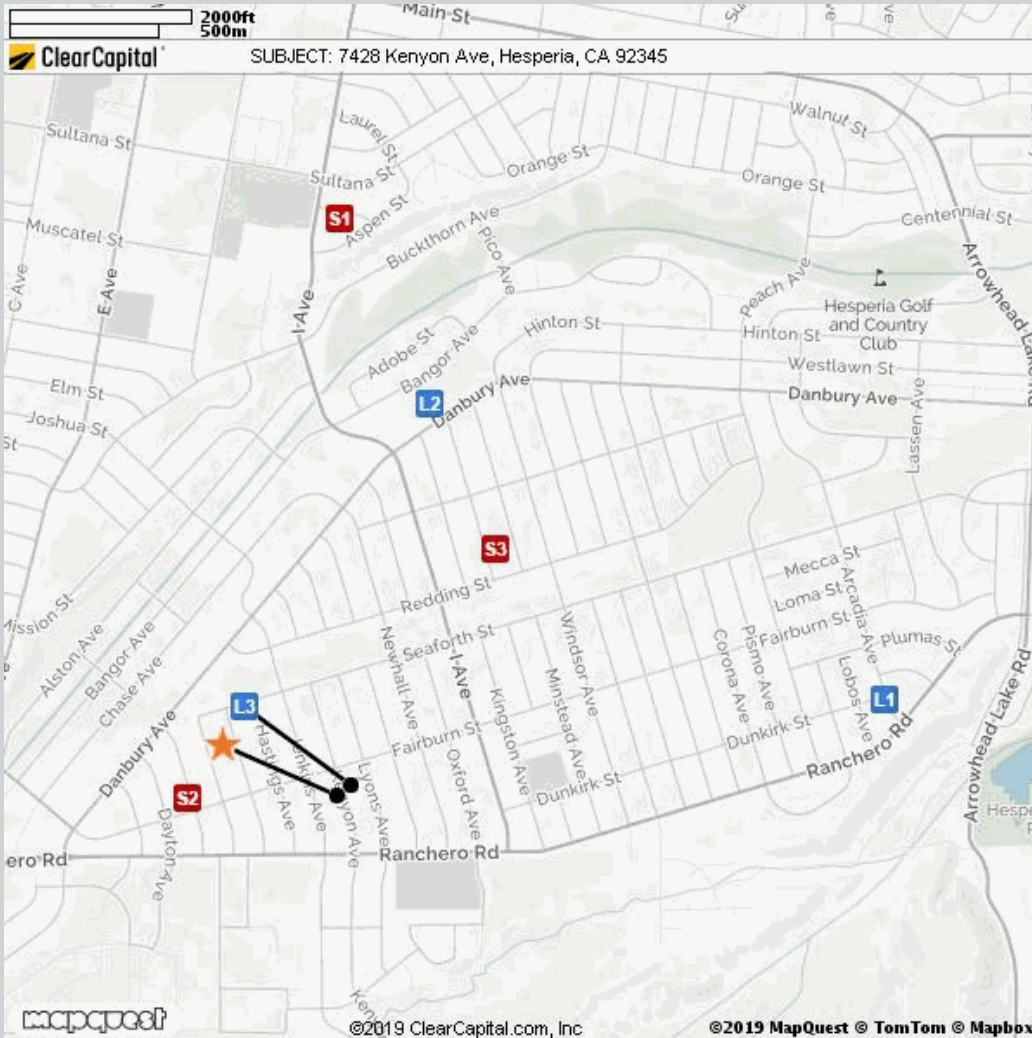 Main St
2000ft
500m
ClearCapital
SUBJECT: 7428 Kenyon Ave, Hesperia, CA 92345
Laurel St
Walnut St
Sultana St
Orange St
Sultana St
Orange St
S1
Aspen St
Centennial St
Muscatel St
Buckthorn Ave
Pico Ave
C Ave
E Ave
I-Ave
Peach Ave
Arrowhead Lake Rd
Hesperia Golf
and Country
Club
Hinton St
Hinton St
Adobe St
Bangor Ave
Westlawn St
Elm St
Danbury Ave
Danbury Ave
L2
Joshua St
St
Lassen Ave
S3
Mecca St
Redding St
Loma St
Arcadia Ave
Mission St
Windsor Ave
Fairburn St
Plumas St
Seaforth St
Newhall Ave
I-Ave
Corona Ave
Pismo Ave
Alston Ave
Bangor Ave
Chase Ave
Minstead Ave
Lobos Ave
L1
Arrowhead Lake Rd
L3
Kingston Ave
Danbury Ave
Hastings Ave
Jenkins Ave
Fairburn St
Dunkirk St
Ranchero Rd
Oxford Ave
Lyons Ave
Dunkirk St
S2
Kenyon Ave
Dayton Ave
Hespe
ero Rd
Ranchero Rd
mapquest
©2019 ClearCapital.com, Inc
©2019 MapQuest © TomTom © Mapbox